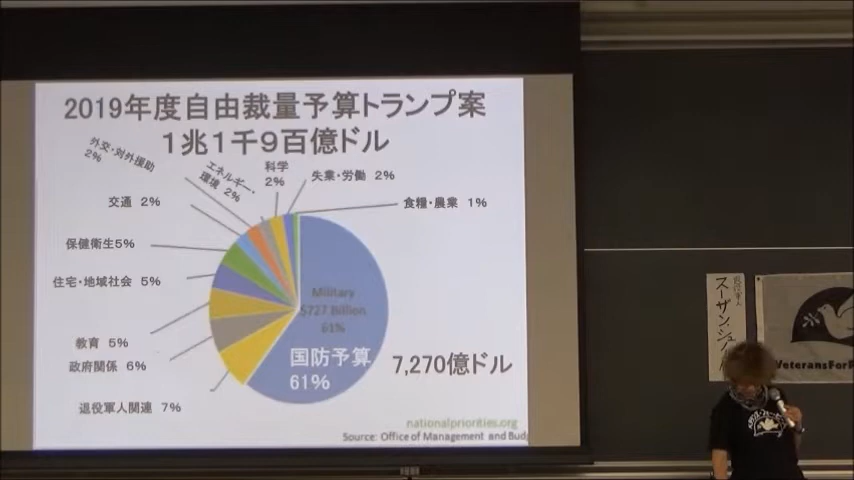 2019年度自由裁量予算トランプ案
1兆1千9百億ドル
外交・対外援助
2%
エネルギー・
環境 2%
科学
2%
失業・労働 2%
食糧・農業 1%
交通 2%
保健衛生5%
住宅・地域社会 5%
教育 5%
政府関係 6%
退役軍人関連 7%
Military
$727 Billion
61%
国防予算
61%
7,270億ドル
nationalpriorities.org
Source: Office of Management and Budg
スーザン・シュ
VeteransForP